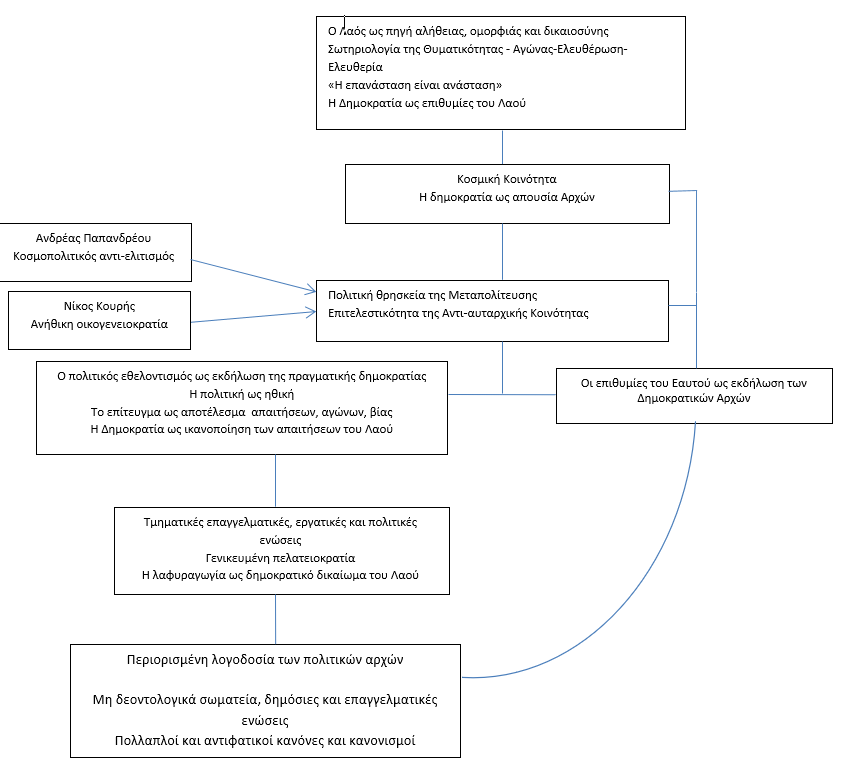 Ο Λαός ως πηγή αλήθειας, ομορφιάς και δικαιοσύνης
Σωτηριολογία της Θυματικότητας - Αγώνας-Ελευθέρωση-
Ελευθερία
«Η επανάσταση είναι ανάσταση»
Η Δημοκρατία ως επιθυμίες του Λαού
Κοσμική Κοινότητα
Η δημοκρατία ως απουσία Αρχών
Ανδρέας Παπανδρέου
Κοσμοπολιτικός αντι-ελιτισμός
Νίκος Κουρής
Ανήθικη οικογενειοκρατία
Πολιτική θρησκεία της Μεταπολίτευσης
Επιτελεστικότητα της Αντι-αυταρχικής Κοινότητας
Ο πολιτικός εθελοντισμός ως εκδήλωση της πραγματικής δημοκρατίας
Η πολιτική ως ηθική
Το επίτευγμα ως αποτέλεσμα απαιτήσεων, αγώνων, βίας
Η Δημοκρατία ως ικανοποίηση των απαιτήσεων του Λαού
Οι επιθυμίες του Εαυτού ως εκδήλωση των
Δημοκρατικών Αρχών
Τμηματικές επαγγελματικές, εργατικές και πολιτικές
ενώσεις
Γενικευμένη πελατειοκρατία
Η λαφυραγωγία ως δημοκρατικό δικαίωμα του Λαού
Περιορισμένη λογοδοσία των πολιτικών αρχών
Μη δεοντολογικά σωματεία, δημόσιες και επαγγελματικές
ενώσεις
Πολλαπλοί και αντιφατικοί κανόνες και κανονισμοί